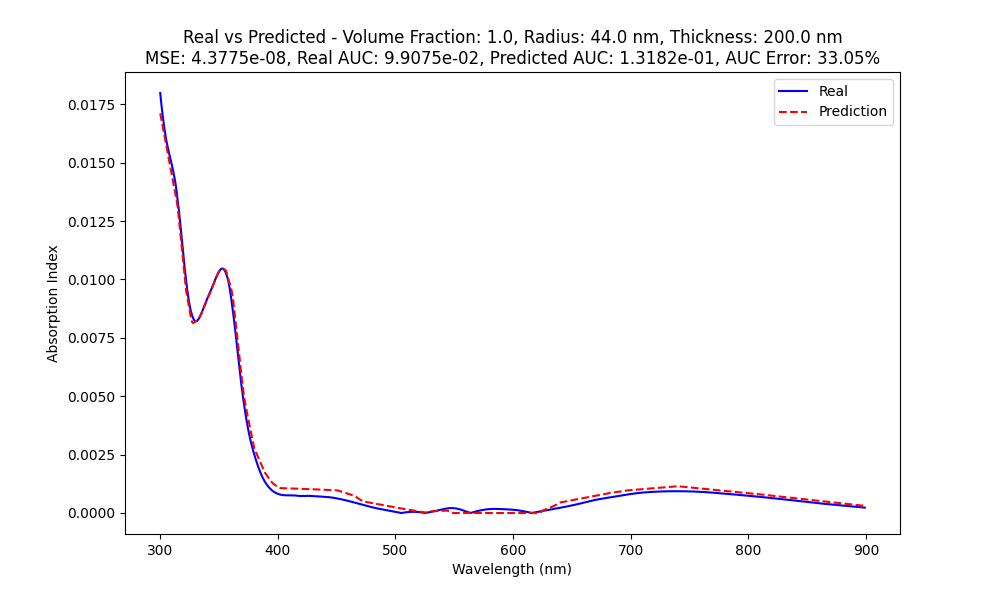 Real vs Predicted - Volume Fraction: 1.0, Radius: 44.0 nm, Thickness: 200.0 nm
MSE: 4.3775e-08, Real AUC: 9.9075e-02, Predicted AUC: 1.3182e-01, AUC Error: 33.05%
Real
Prediction
Absorption Index
0.0175
0.0150
0.0125
0.0100
0.0075
0.0050
0.0025
0.0000
300 400 500 600 700 800 900
Wavelength (nm)